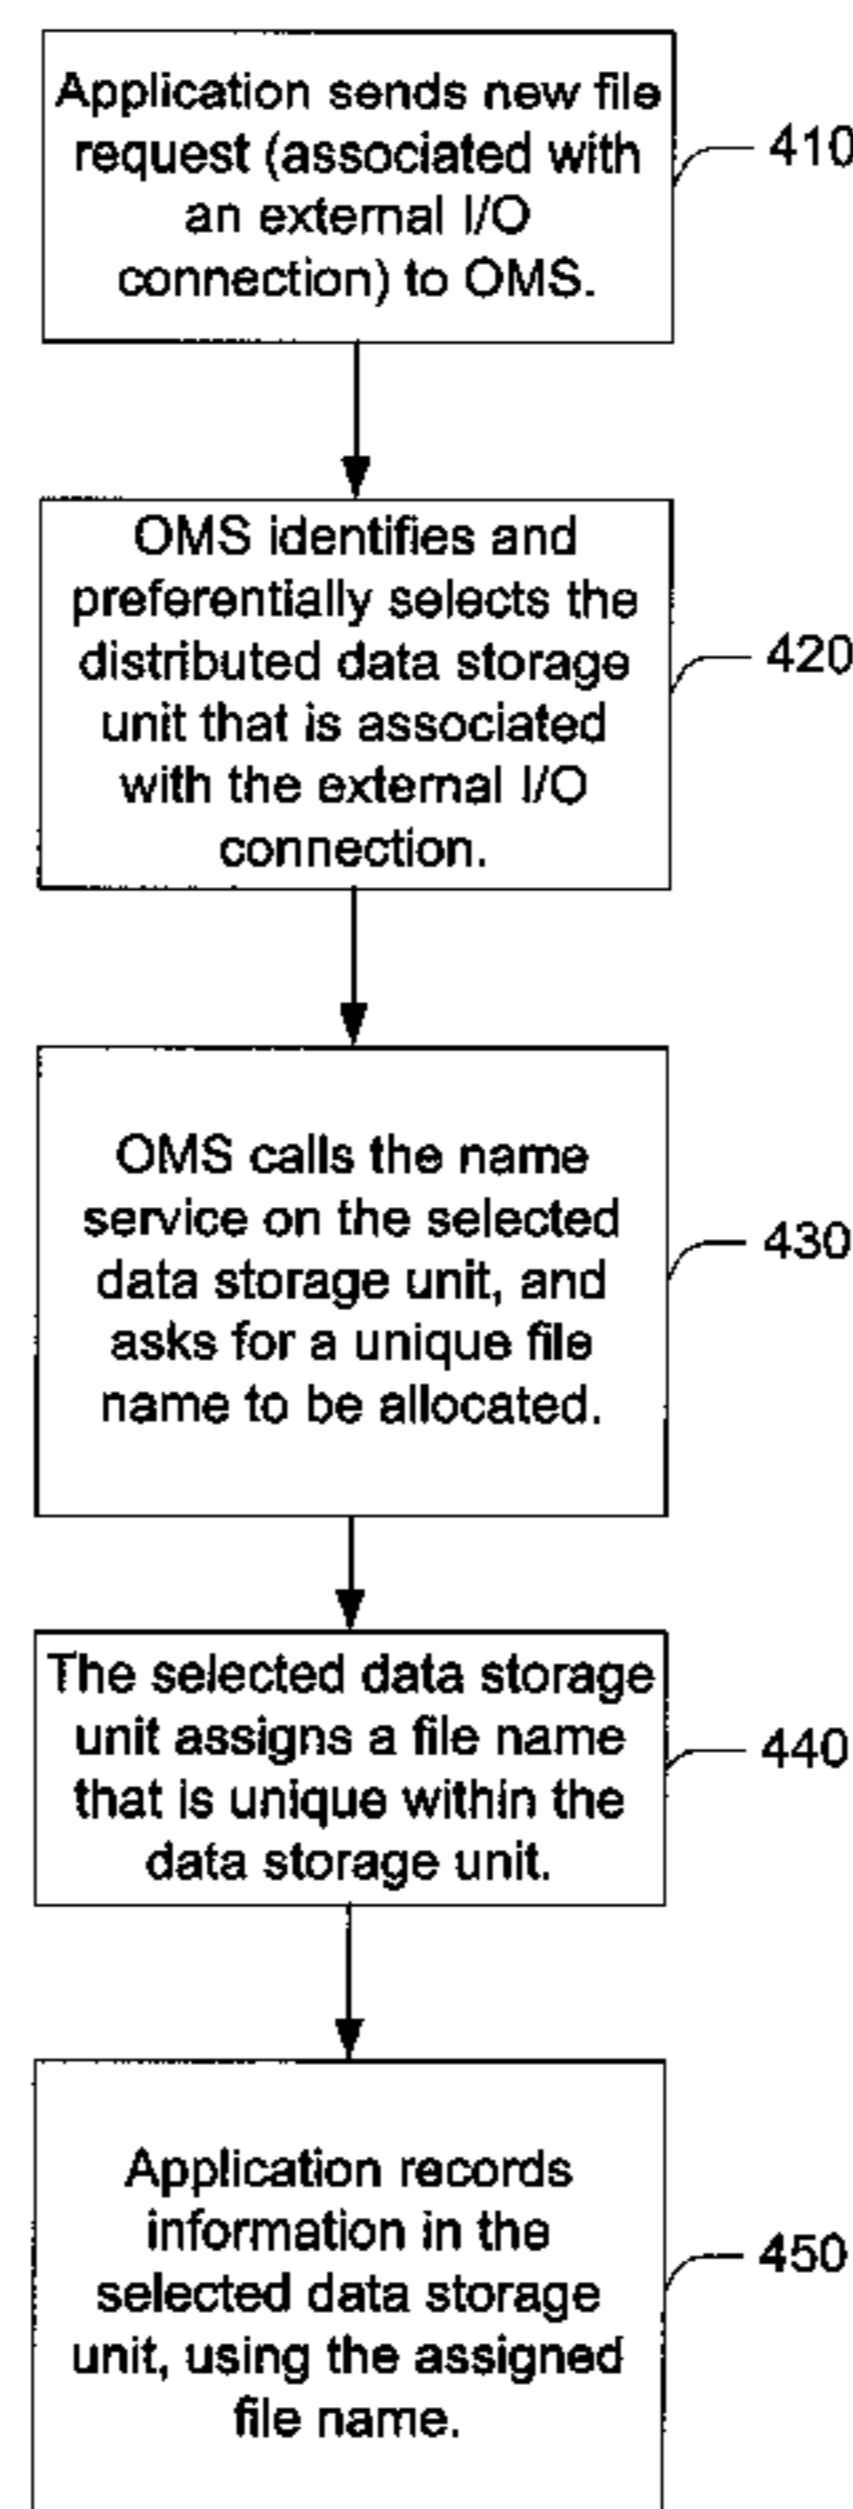 Application sends new file
request (associated with
an external I/O
connection) to OMS.
410
OMS identifies and
preferentially selects the
distributed data storage
unit that is associated
with the external I/O
connection.
420
OMS calls the name
service on the selected
data storage unit, and
asks for a unique file
name to be allocated.
430
The selected data storage
unit assigns a file name
that is unique within the
data storage unit.
440
Application records
information in the
selected data storage
unit, using the assigned
file name.
450